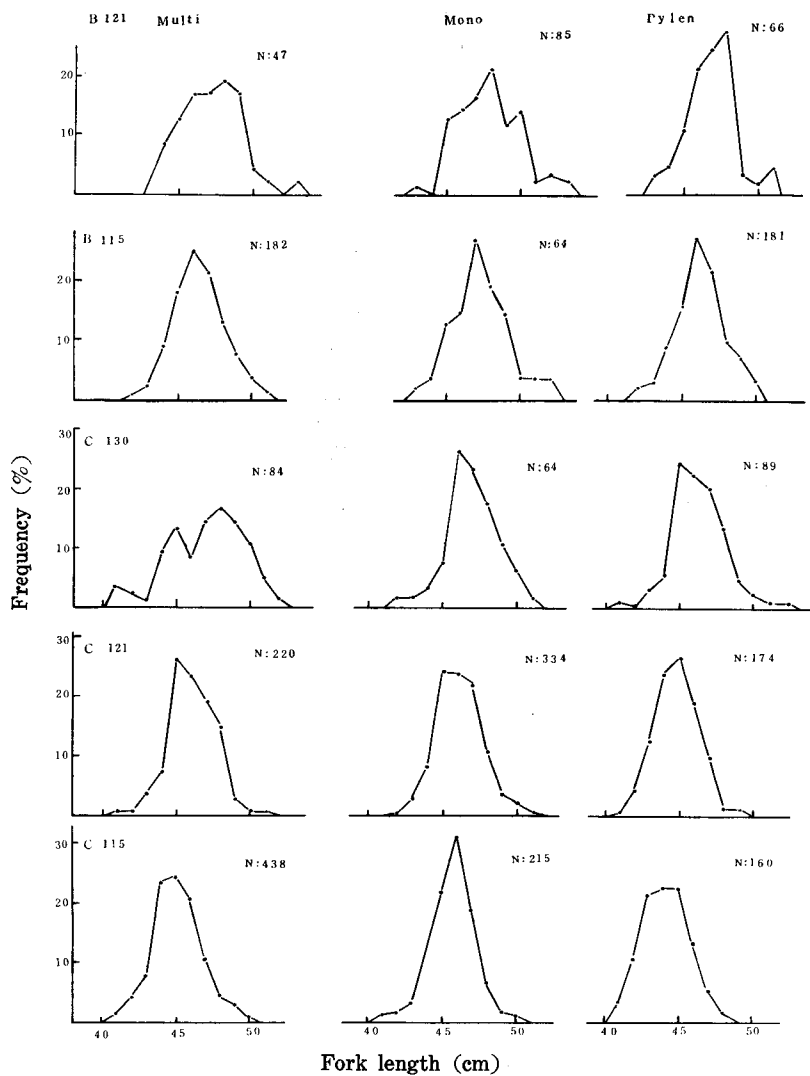 B 121 Multi Mono Pylen
N:47 N:85 N:66
20
10
B 115 N:182 N:64 N:181
20
10
30
C 130 N:84 N:64 N:89
20
10
30
C 121 N:220 N:334 N:174
20
10
30
C 115 N:438 N:215 N:160
20
10
40 45 50 40 45 50 40 45 50
Frequency (%)
Fork length (cm)